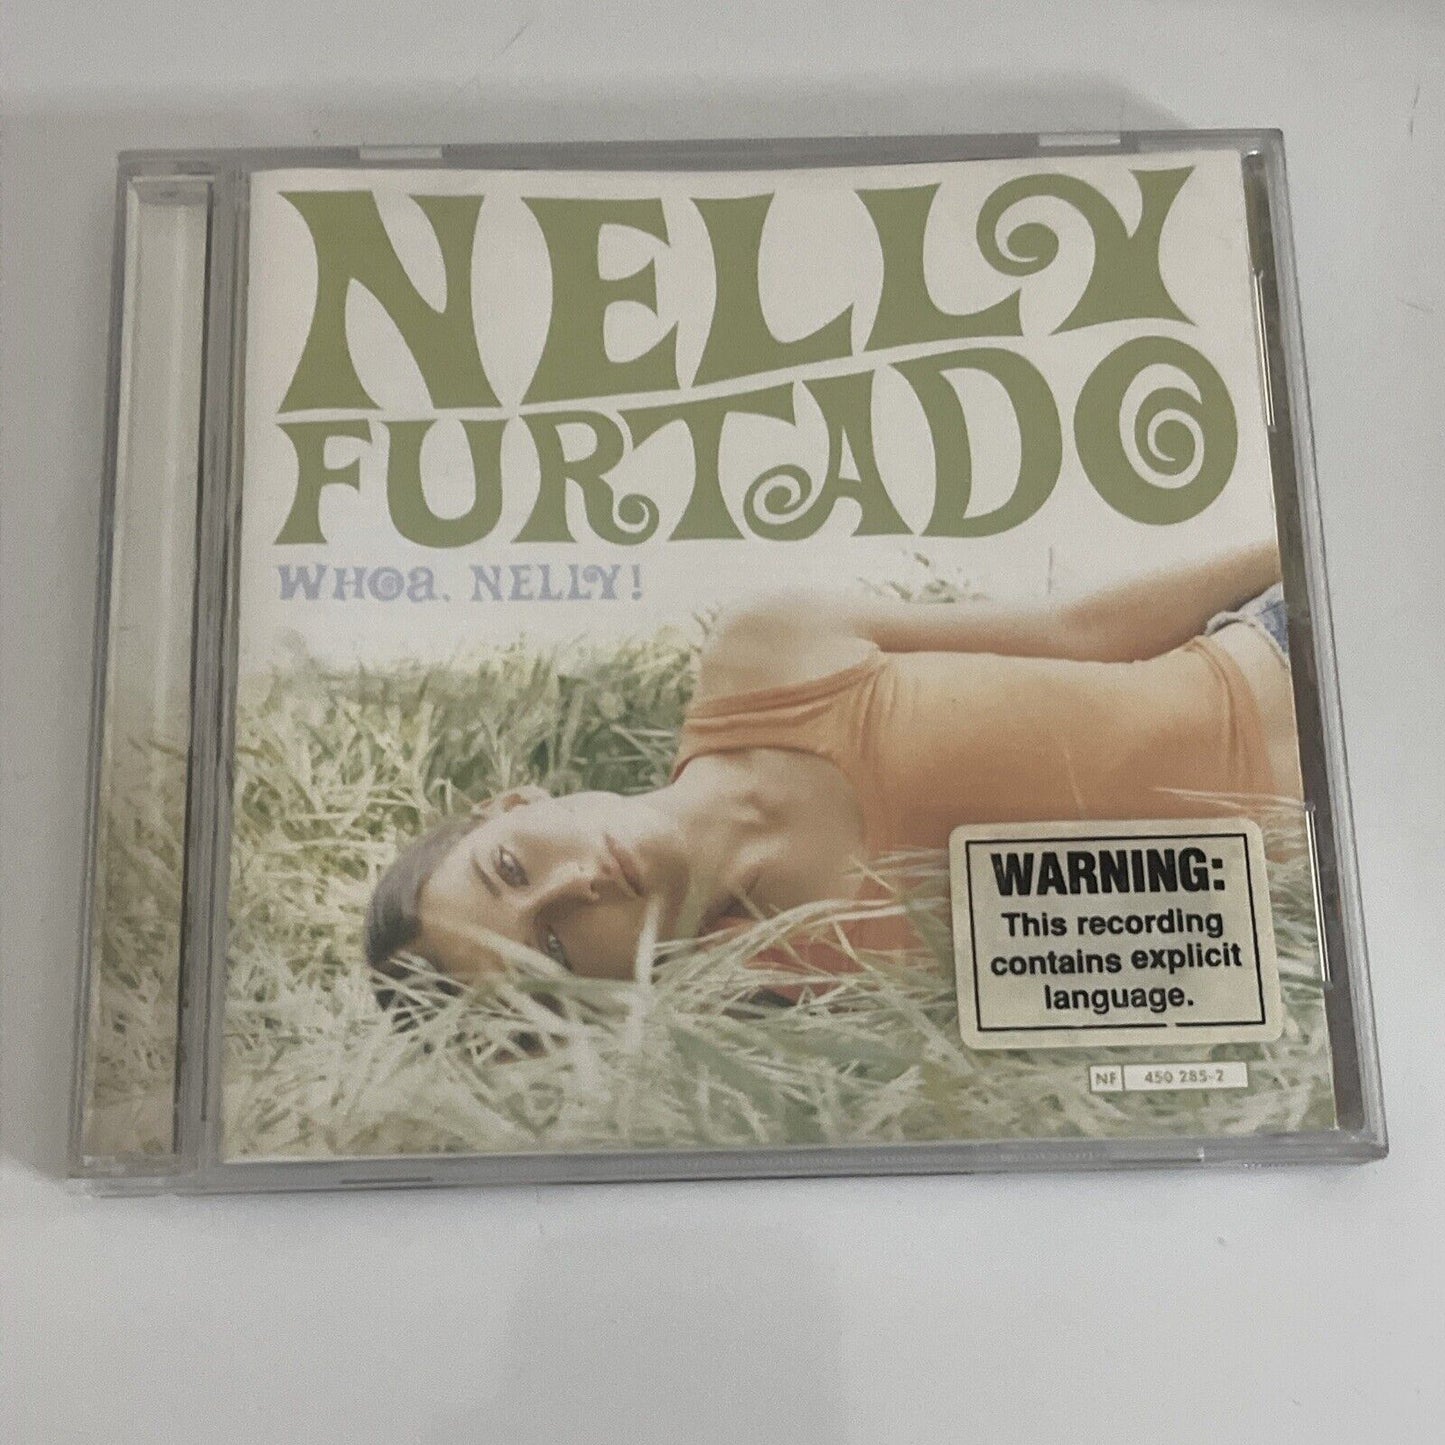 NELLY
FURTADO
WHOa, NELLY!
WARNING:
This recording
contains explicit
language.
NF 450 285-2